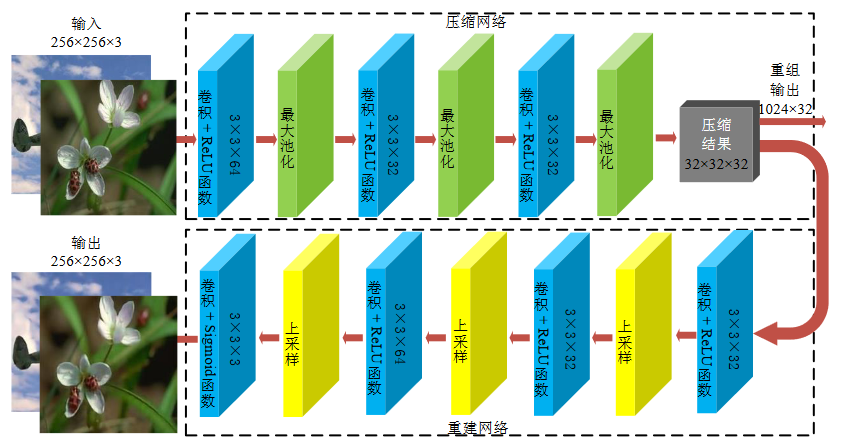 输入
256×256×3
压缩网络
卷积+ReLU函数
3×3×64
最大池化
卷积+ReLU函数
3×3×32
最大池化
卷积+ReLU函数
3×3×32
最大池化
压缩
结果
32×32×32
重组
输出
1024×32
输出
256×256×3
卷积+Sigmoid函数
3×3×3
上采样
卷积+ReLU函数
3×3×64
上采样
卷积+ReLU函数
3×3×32
上采样
卷积+ReLU函数
3×3×32
重建网络